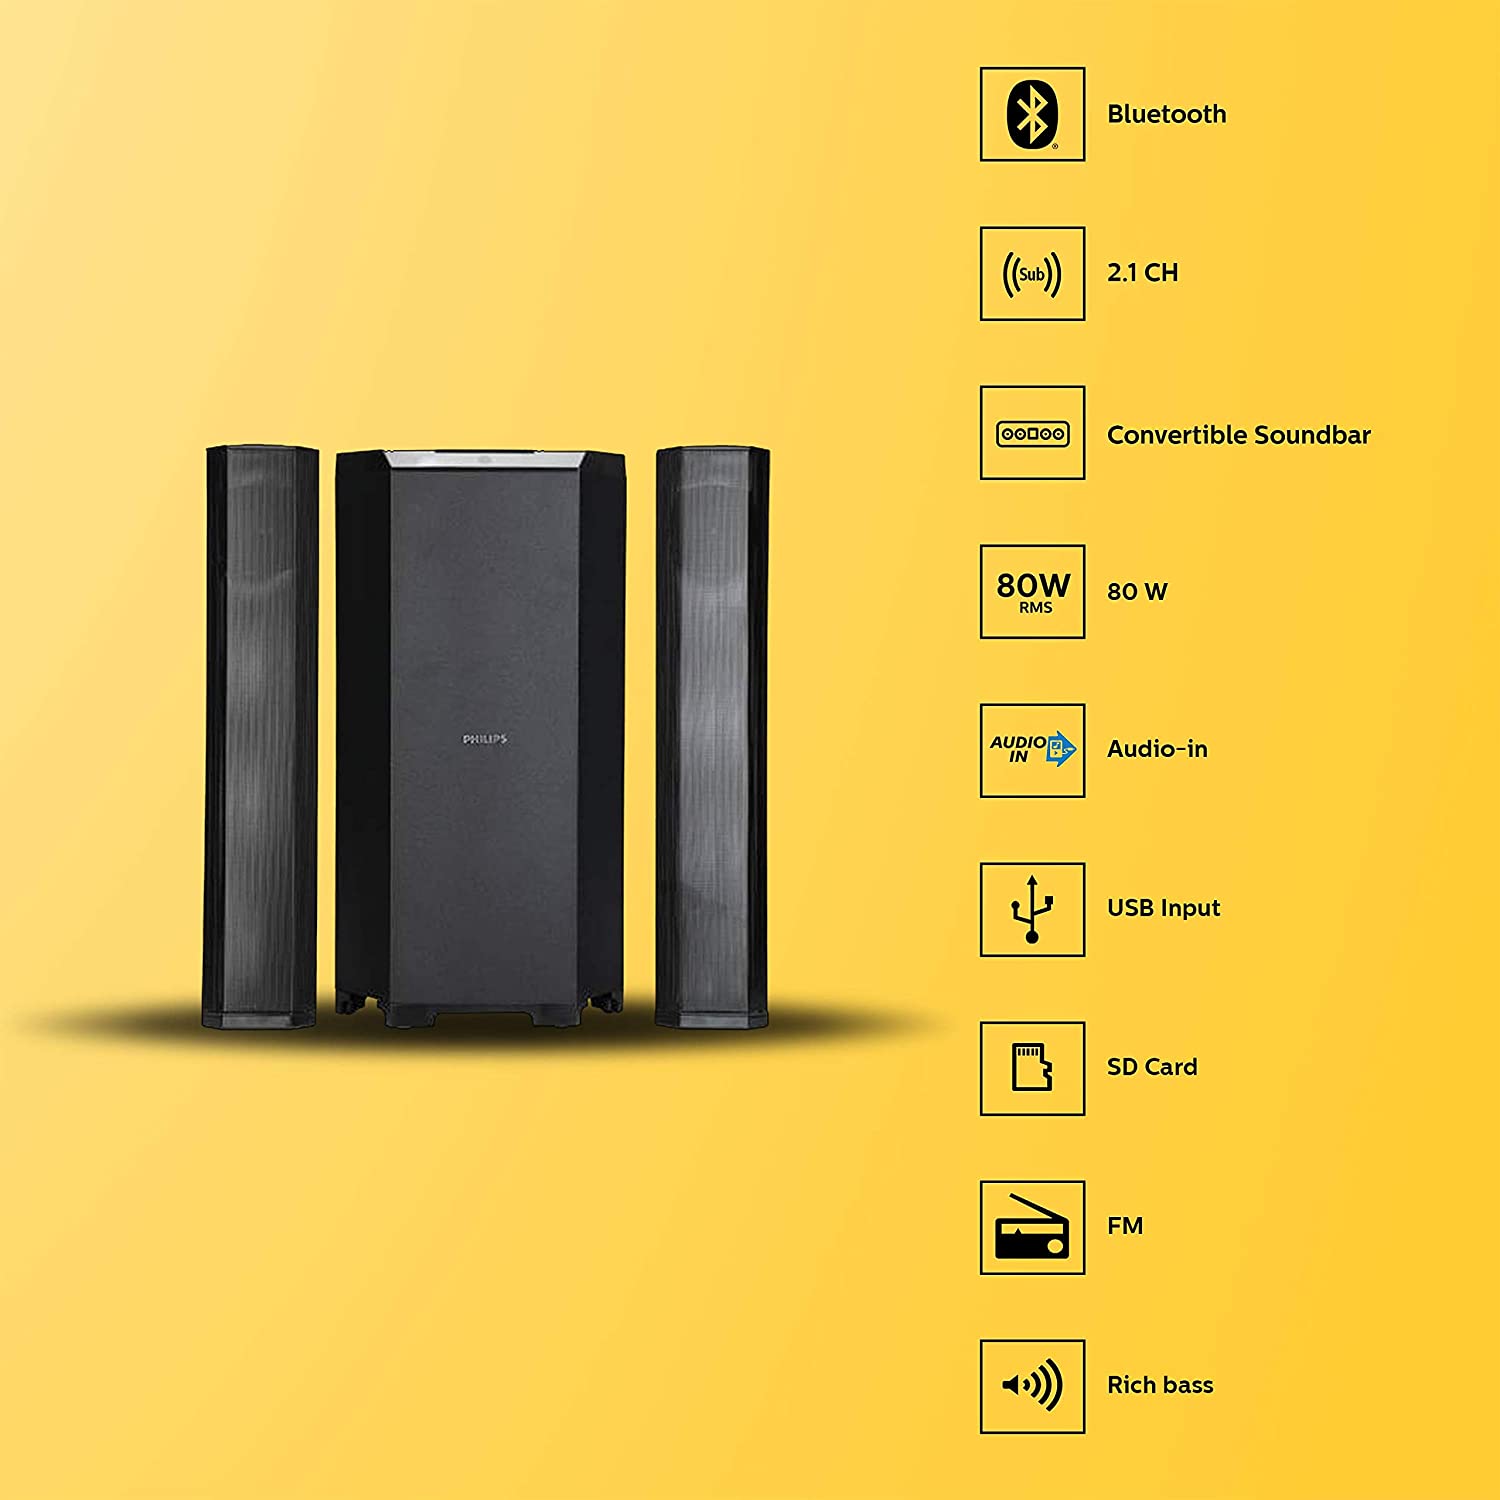 Bluetooth
Sub
2.1 CH
Convertible Soundbar
80W
RMS
80 W
AUDIO
IN
Audio-in
USB Input
SD Card
FM
Rich bass
PHILIPS